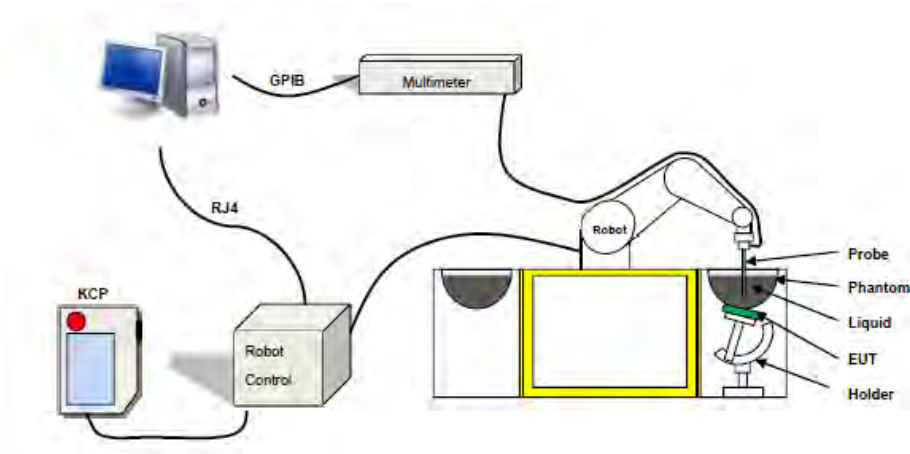 GPIB
Multimeter
RJ4
Robot
Probe
Phantom
Liquid
EUT
Holder
KCP
Robot
Control